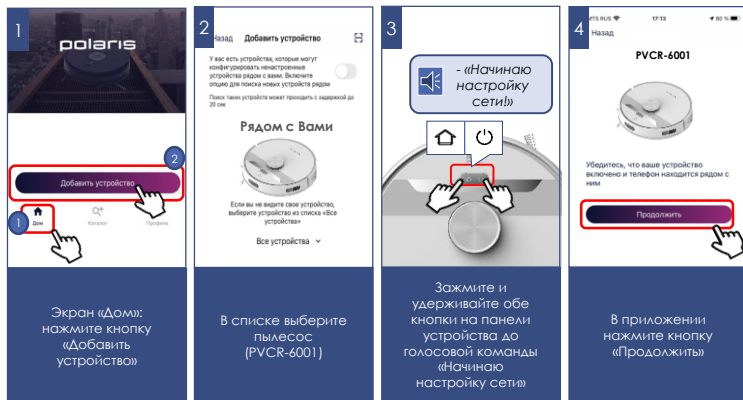 1
polaris
2
Добавить устройство
1
Дом
Каталог
Профиль
Экран «Дом»:
нажмите кнопку
«Добавить
устройство»
2
Назад
Добавить устройство
У вас есть устройства, которые могут
конфигурировать ненастроенные
устройства рядом с вами. Включите
опцию для поиска новых устройств рядом
Поиск таких устройств может проходить с задержкой до
20 сек
Рядом с Вами
Если вы не видите свое устройство,
выберите устройство из списка «Все
устройства»
Все устройства
В списке выберите
пылесос
(PVCR-6001)
3
- «Начинаю
настройку
сети!»
Зажмите и
удерживайте обе
кнопки на панели
устройства до
голосовой команды
«Начинаю
настройку сети»
4
MTS RUS
17:13
80 %
Назад
PVCR-6001
Убедитесь, что ваше устройство
включено и телефон находится рядом с
ним
Продолжить
В приложении
нажмите кнопку
«Продолжить»